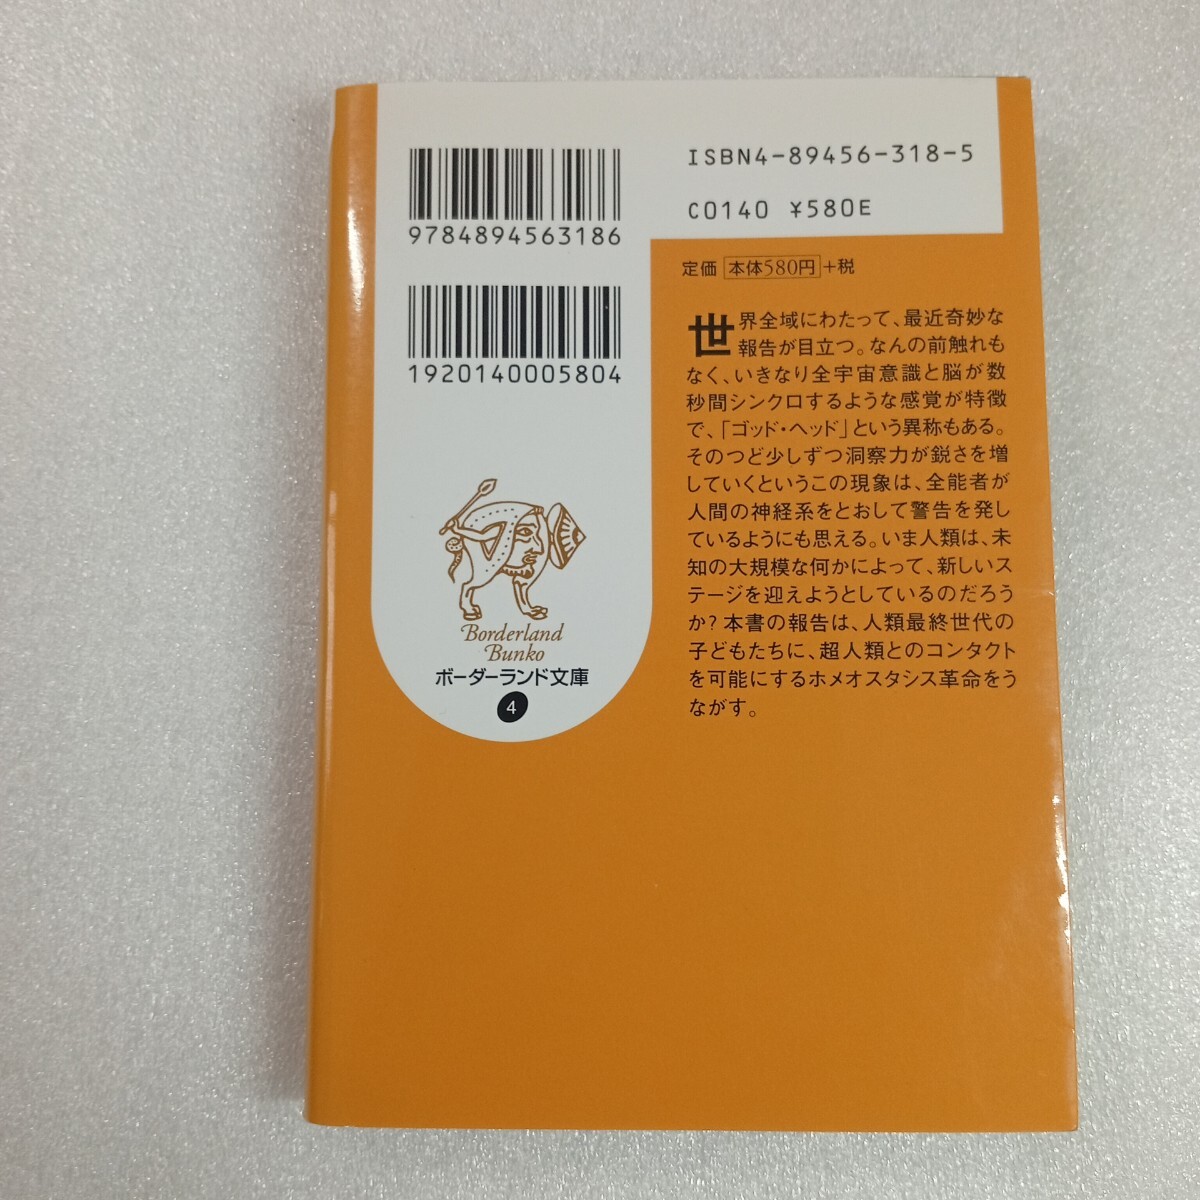 9784894563186
1920140005804
ISBN4-89456-318-5
C0140 ¥580E
定価 本体580円+税
世界全域にわたって、最近奇妙な
報告が目立つ。なんの前触れも
なく、いきなり全宇宙意識と脳が数
秒間シンクロするような感覚が特徴
で、「ゴッド・ヘッド」という異称もある。
そのつど少しずつ洞察力が鋭さを増
していくというこの現象は、全能者が
人間の神経系をとおして警告を発し
ているようにも思える。いま人類は、未
知の大規模な何かによって、新しいス
テージを迎えようとしているのだろう
か?本書の報告は、人類最終世代の
子どもたちに、超人類とのコンタクト
を可能にするホメオスタシス革命をう
ながす。
Borderland
Bunko
ボーダーランド文庫
4